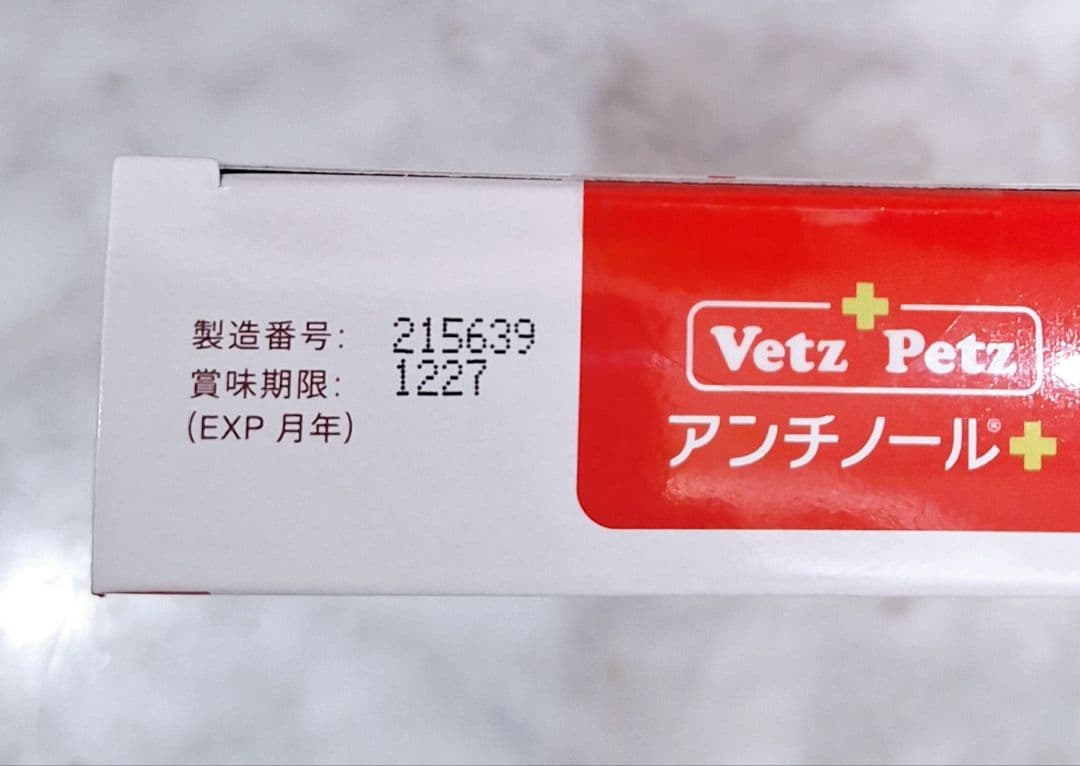 製造番号: 215639
賞味期限: 1227
(EXP 月年)
Vetz Petz
アンチノール®+